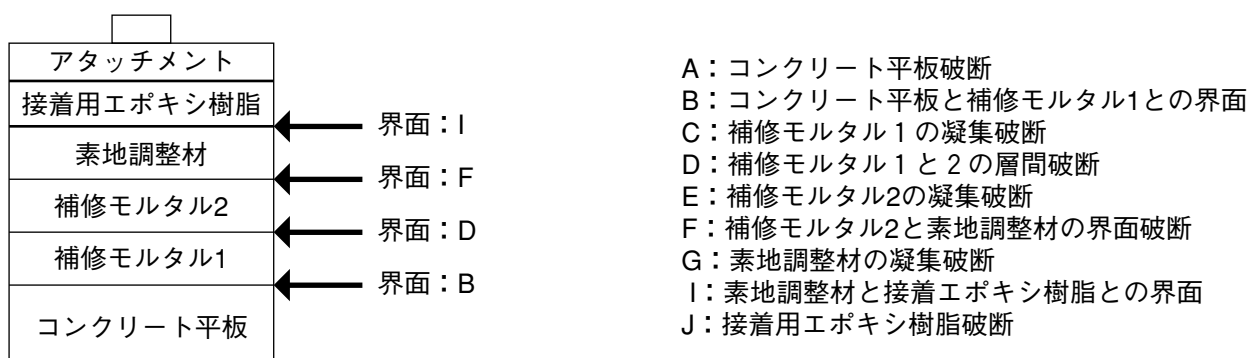 アタッチメント
接着用エポキシ樹脂
界面：I
素地調整材
界面：F
補修モルタル2
界面：D
補修モルタル1
界面：B
コンクリート平板
A：コンクリート平板破断
B：コンクリート平板と補修モルタル1との界面
C：補修モルタル１の凝集破断
D：補修モルタル１と２の層間破断
E：補修モルタル2の凝集破断
F：補修モルタル2と素地調整材の界面破断
G：素地調整材の凝集破断
I：素地調整材と接着エポキシ樹脂との界面
J：接着用エポキシ樹脂破断